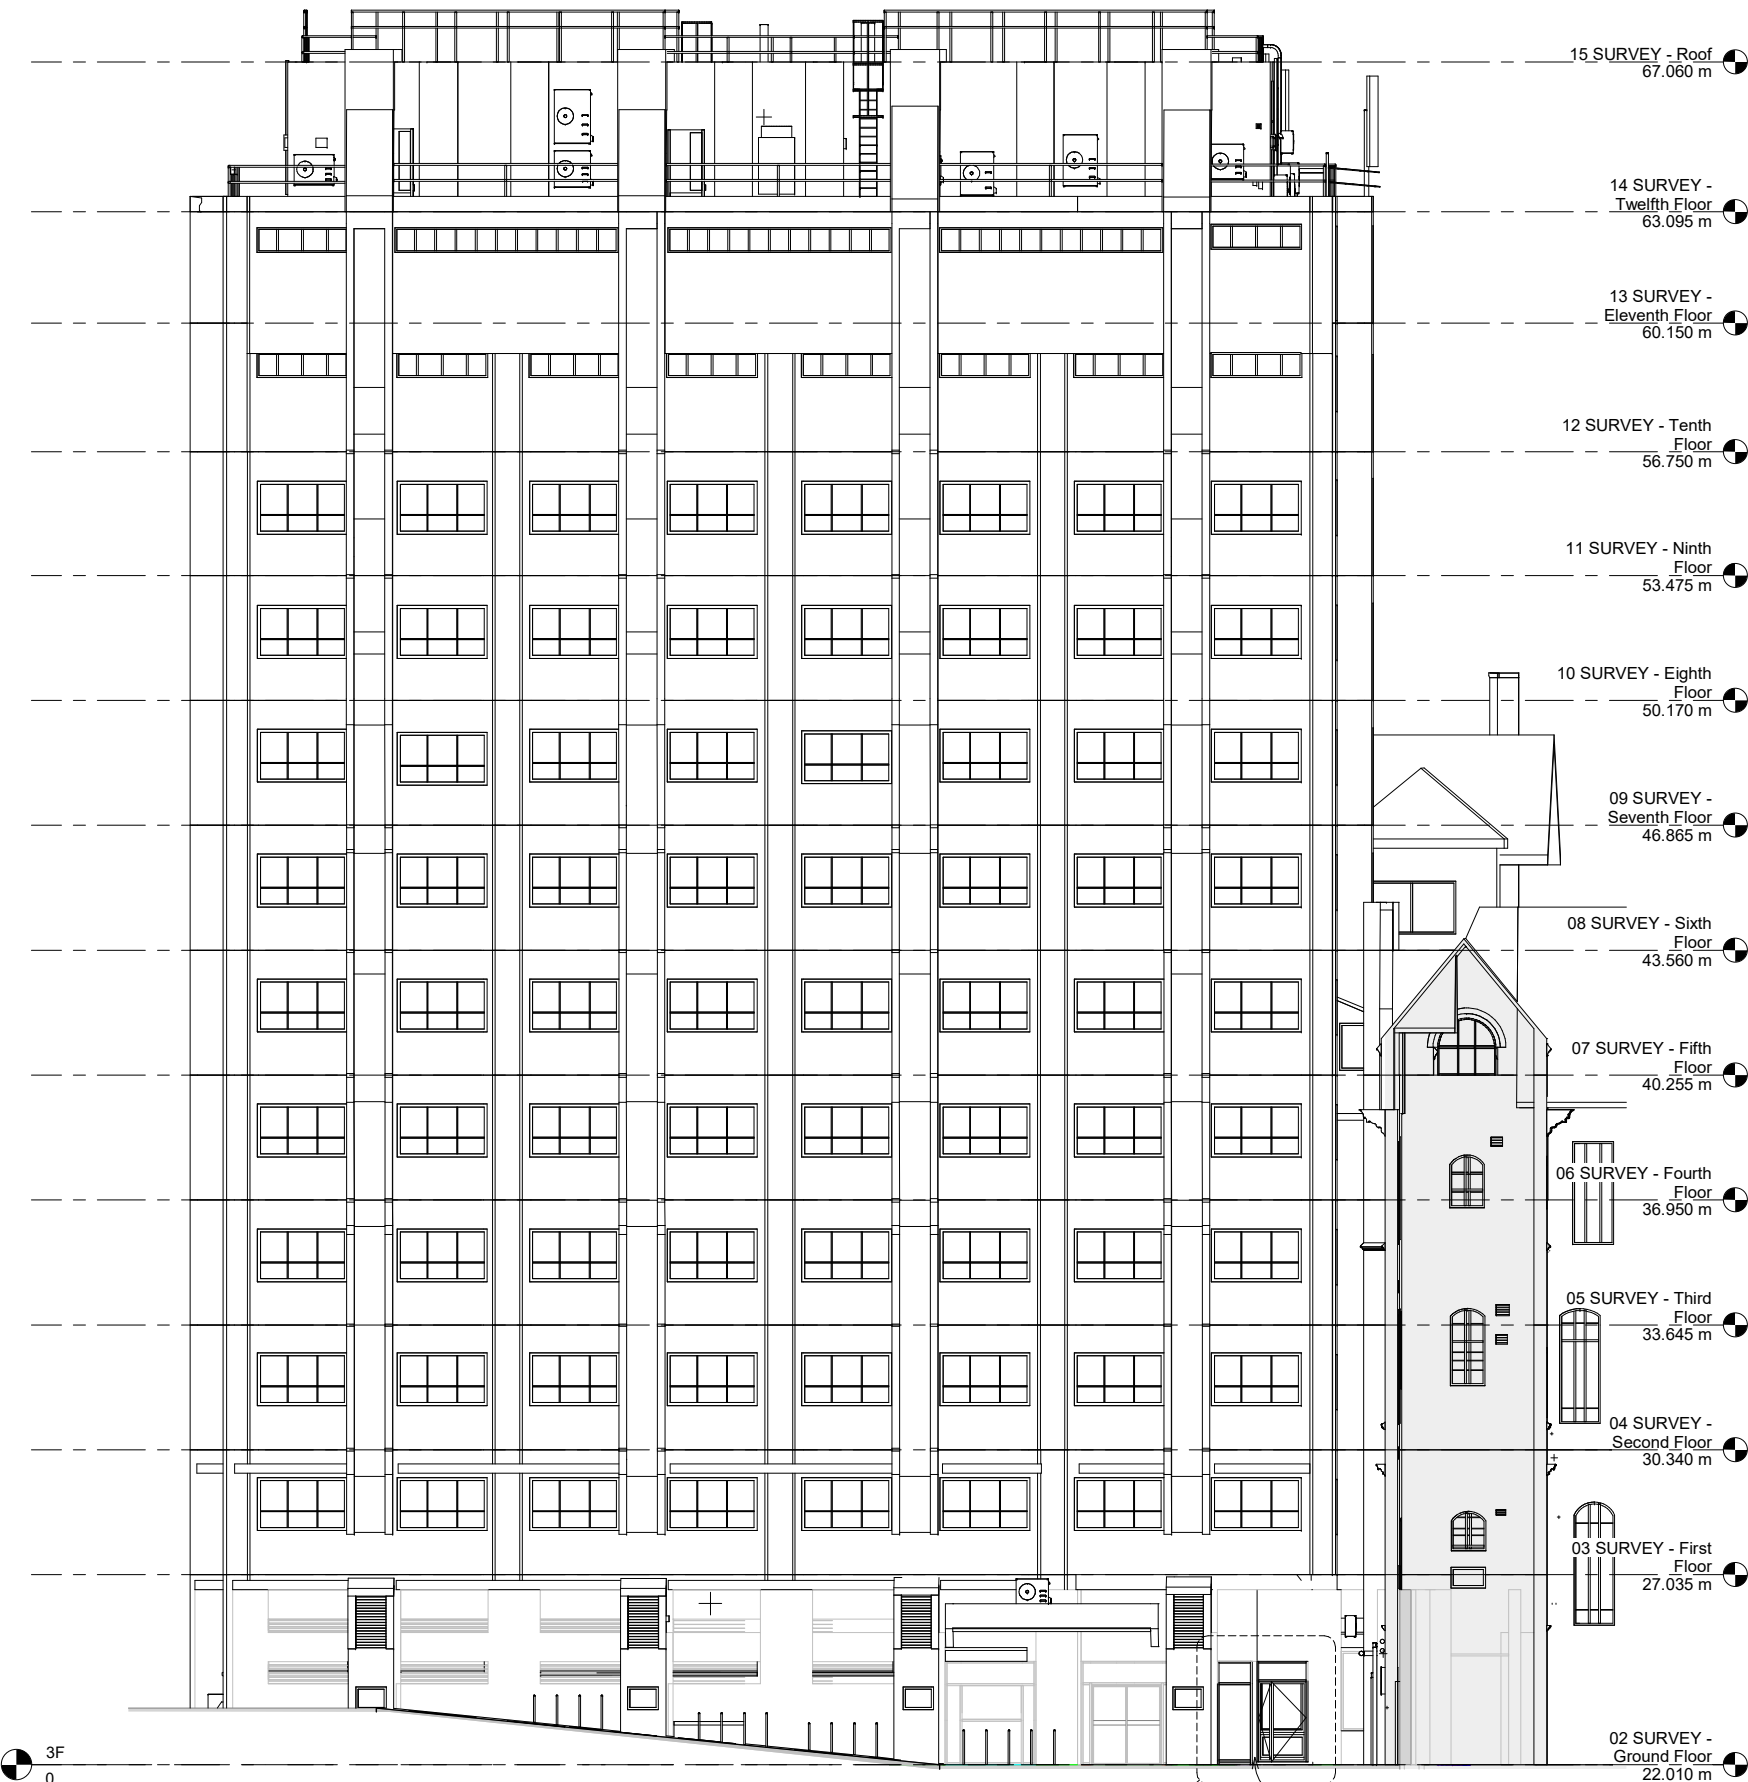 15 SURVEY - Roof
67.060 m
14 SURVEY -
Twelfth Floor
63.095 m
13 SURVEY -
Eleventh Floor
60.150 m
12 SURVEY - Tenth
Floor
56.750 m
11 SURVEY - Ninth
Floor
53.475 m
10 SURVEY - Eighth
Floor
50.170 m
09 SURVEY -
Seventh Floor
46.865 m
08 SURVEY - Sixth
Floor
43.560 m
07 SURVEY - Fifth
Floor
40.255 m
06 SURVEY - Fourth
Floor
36.950 m
05 SURVEY - Third
Floor
33.645 m
04 SURVEY -
Second Floor
30.340 m
03 SURVEY - First
Floor
27.035 m
02 SURVEY -
Ground Floor
22.010 m
3F
0